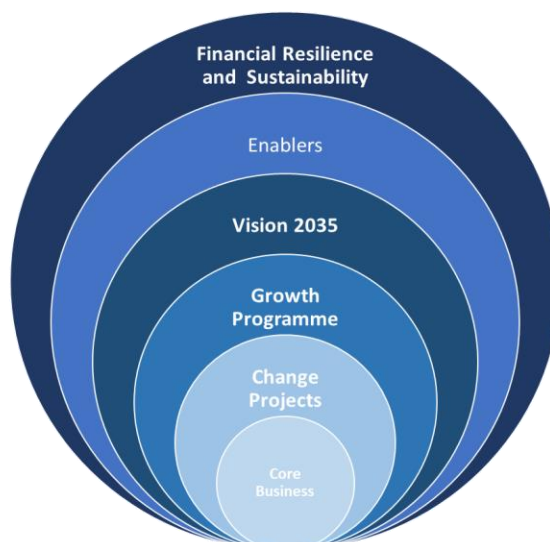 Financial Resilience
and Sustainability
Enablers
Vision 2035
Growth
Programme
Change
Projects
Core
Business